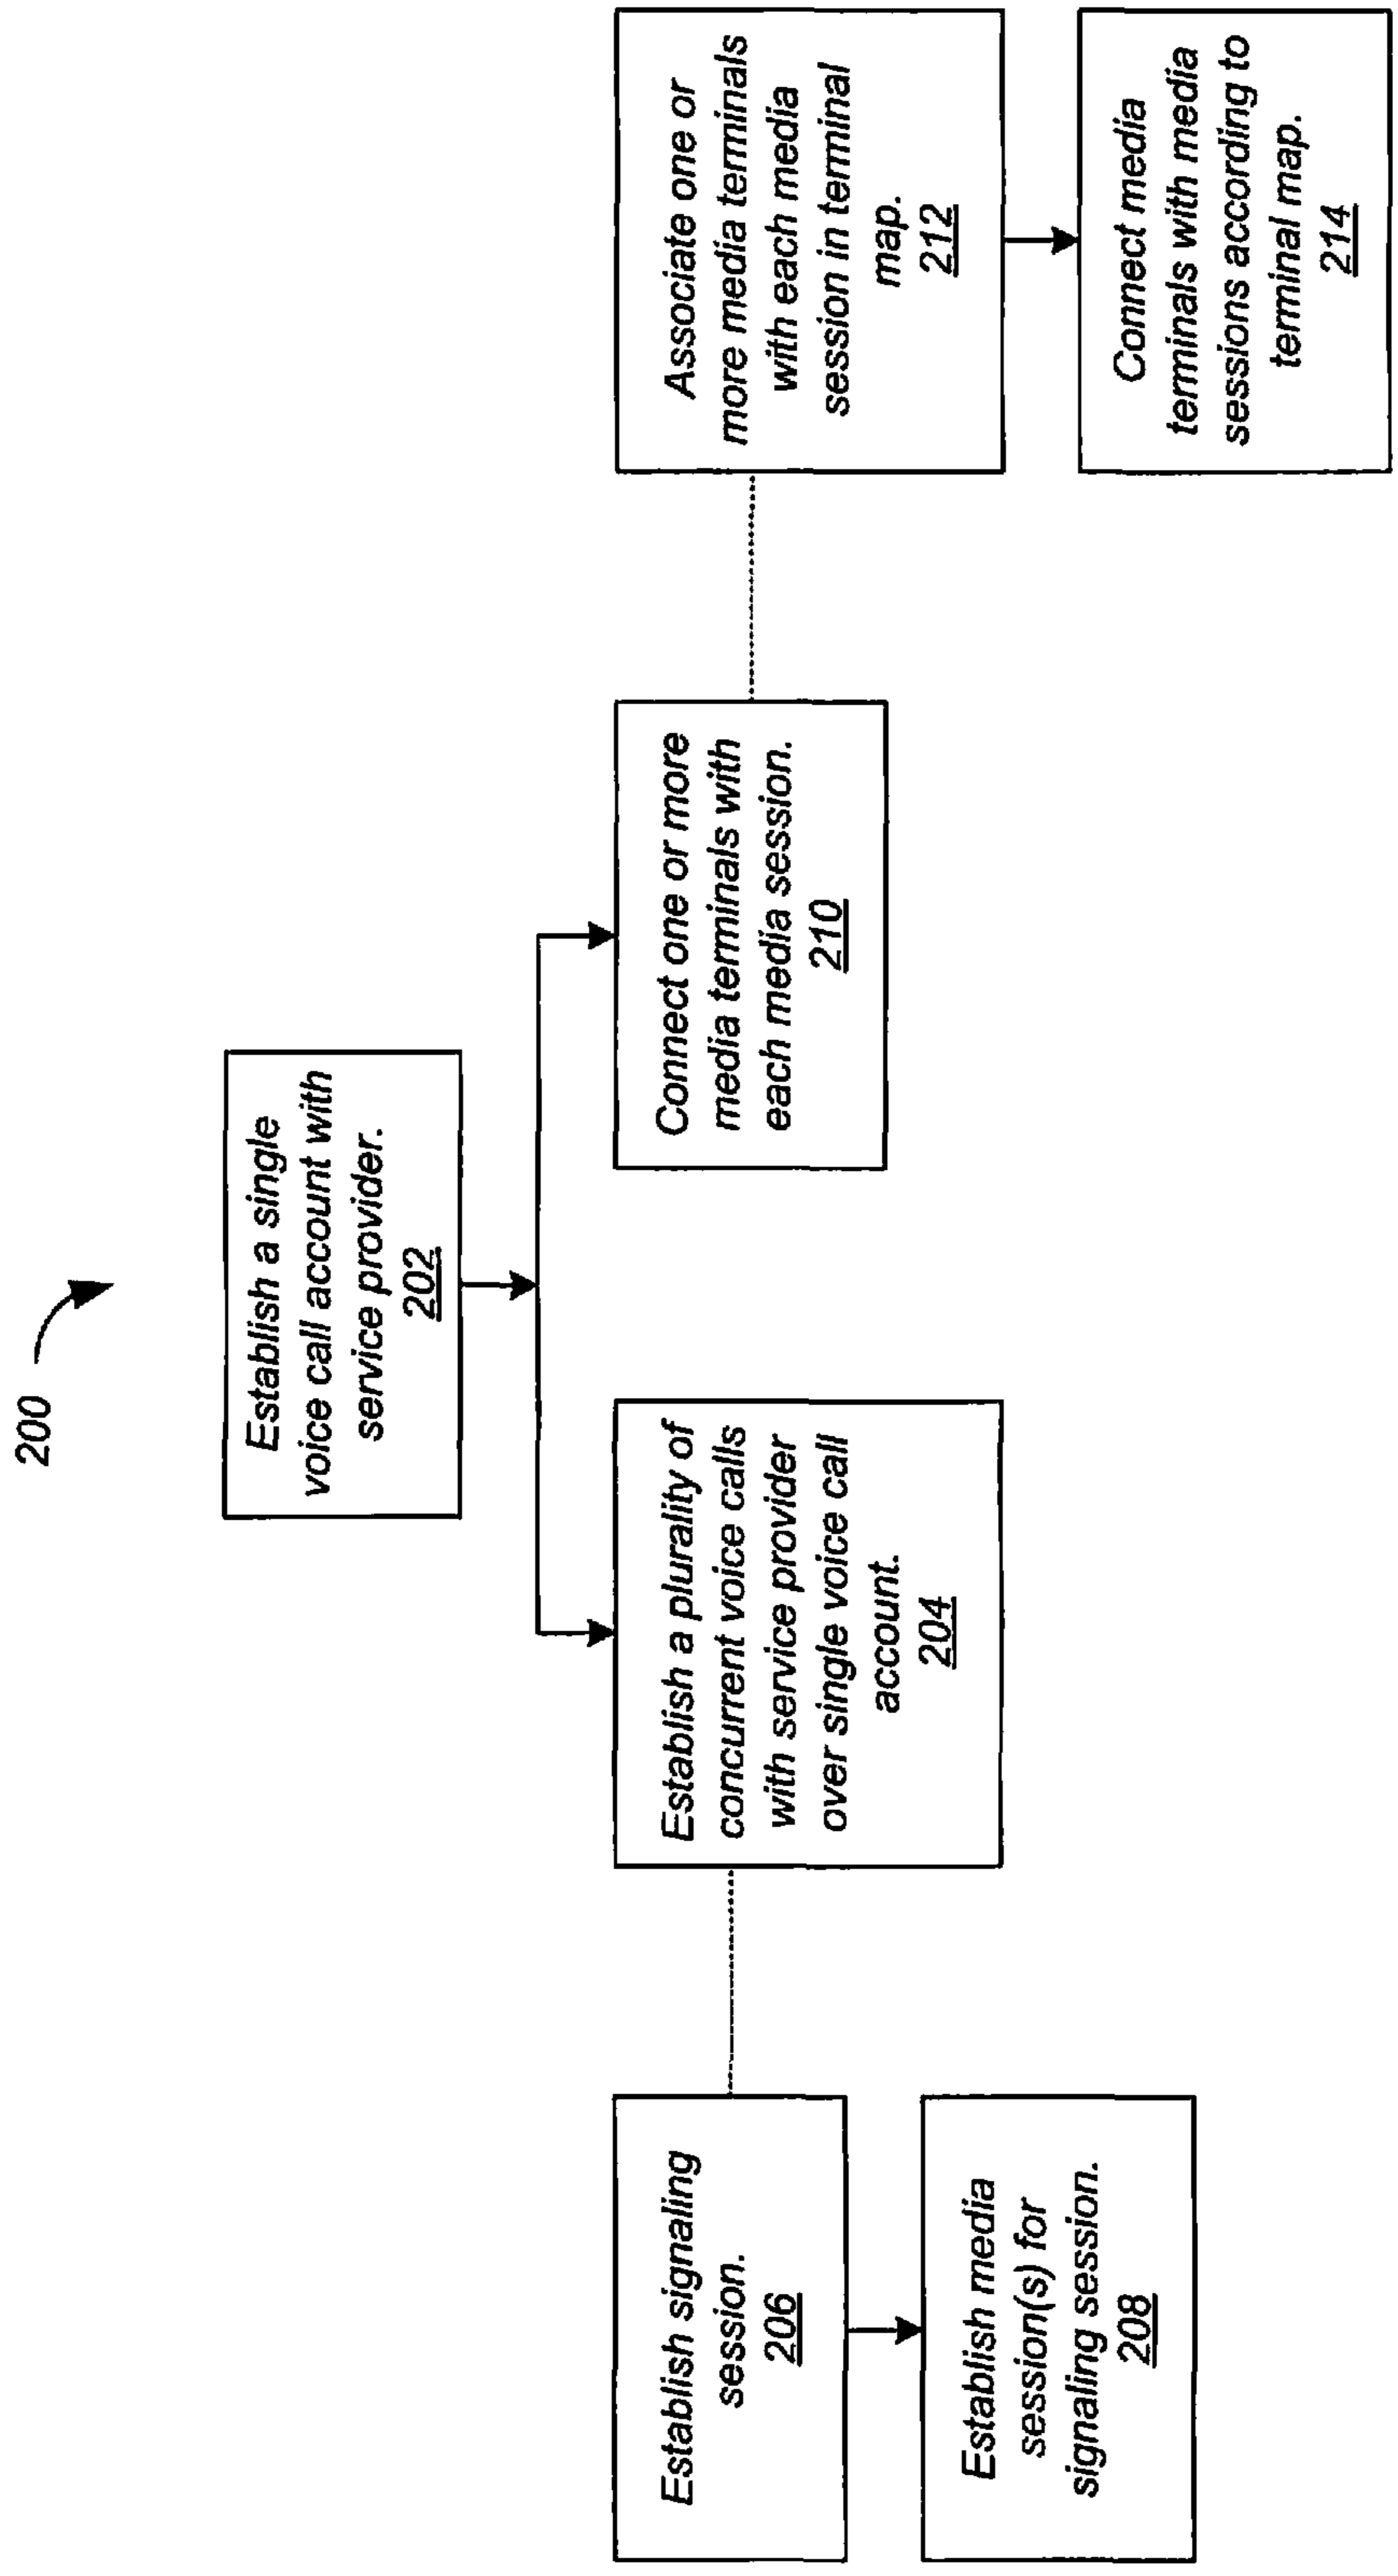 200
Establish a single
voice call account with
service provider.
202
Establish signaling
session.
206
Establish media
session(s) for
signaling session.
208
Establish a plurality of
concurrent voice calls
with service provider
over single voice call
account.
204
Connect one or more
media terminals with
each media session.
210
Associate one or
more media terminals
with each media
session in terminal
map.
212
Connect media
terminals with media
sessions according to
terminal map.
214